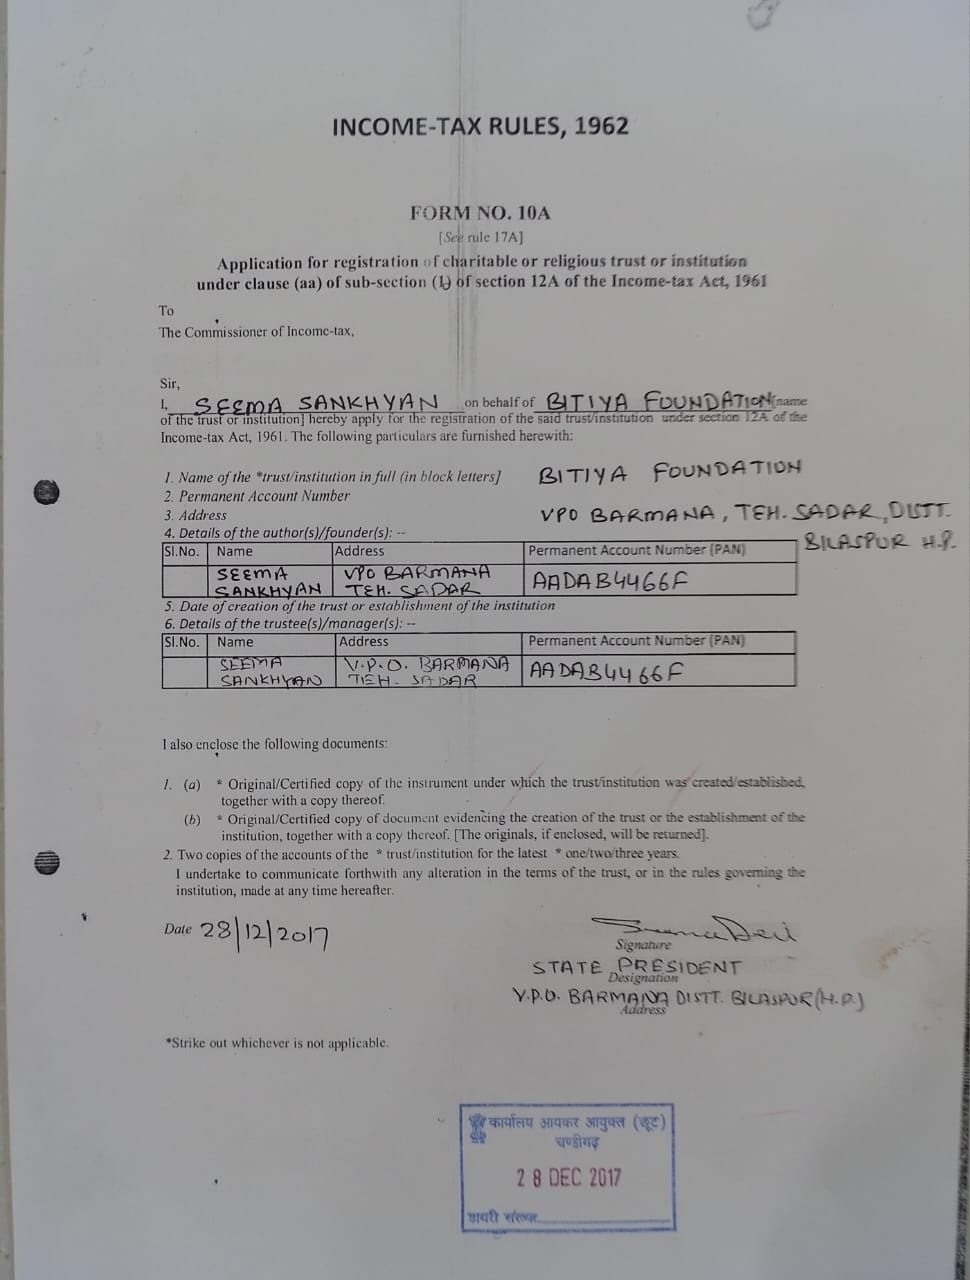 INCOME-TAX RULES, 1962
FORM NO. 10A
[See rule 17A]
Application for registration of charitable or religious trust or institution
under clause (aa) of sub-section (1) of section 12A of the Income-tax Act, 1961
To
The Commissioner of Income-tax,
Sir,
I, SEEMA SANKHYAN on behalf of BITIYA FOUNDATION [name
of the trust or institution] hereby apply for the registration of the said trust/institution under section 12A of the
Income-tax Act, 1961. The following particulars are furnished herewith:
1. Name of the *trust/institution in full (in block letters] BITIYA FOUNDATION
2. Permanent Account Number
3. Address VPO BARMANA, TEH. SADAR, DISTT.
BILASPUR H.P.
4. Details of the author(s)/founder(s): --
Sl.No. Name Address Permanent Account Number (PAN)
SEEMA VPO BARMANA AADAB4466F
SANKHYAN TEH. SADAR
5. Date of creation of the trust or establishment of the institution
6. Details of the trustee(s)/manager(s): --
Sl.No. Name Address Permanent Account Number (PAN)
SEEMA V.P.O. BARMANA AADAB4466F
SANKHYAN TEH. SADAR
I also enclose the following documents:
1. (a) * Original/Certified copy of the instrument under which the trust/institution was created/established,
together with a copy thereof.
(b) * Original/Certified copy of document evidencing the creation of the trust or the establishment of the
institution, together with a copy thereof. [The originals, if enclosed, will be returned].
2. Two copies of the accounts of the * trust/institution for the latest * one/two/three years.
I undertake to communicate forthwith any alteration in the terms of the trust, or in the rules governing the
institution, made at any time hereafter.
Date 28/12/2017
Seema Devi
Signature
STATE PRESIDENT
Designation
V.P.O. BARMANA DISTT. BILASPUR (H.P.)
Address
*Strike out whichever is not applicable.
कार्यालय आयकर आयुक्त (छूट)
चण्डीगढ़
28 DEC 2017
डायरी संख्या